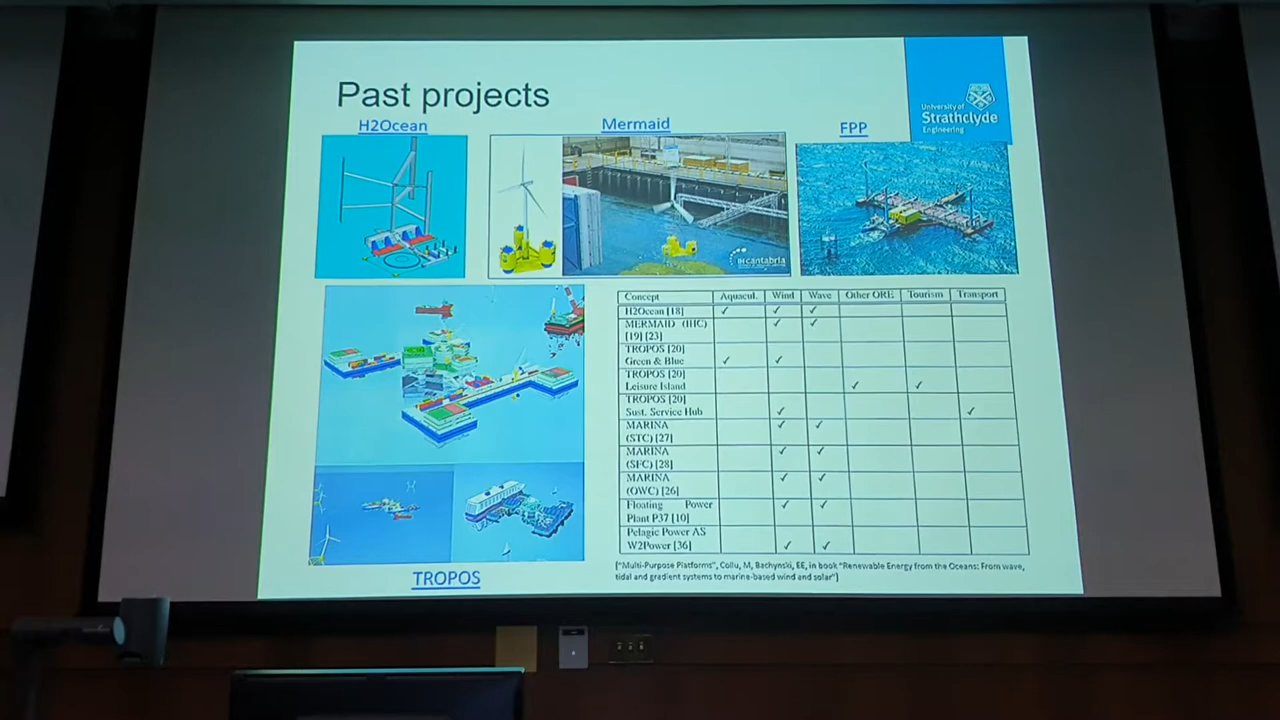 Past projects
University of
Strathclyde
Engineering
H2Ocean
Mermaid
FPP
IHcantabria
Concept Aquacul. Wind Wave Other ORE Tourism Transport
H2Ocean [18] ✓ ✓ ✓
MERMAID (IHC) ✓ ✓
[19] [23]
TROPOS [20]
Green & Blue ✓ ✓
TROPOS [20]
Leisure Island ✓ ✓
TROPOS [20]
Sust. Service Hub ✓ ✓
MARINA ✓ ✓
(STC) [27]
MARINA ✓ ✓
(SFC) [28]
MARINA ✓ ✓
(OWC) [26]
Floating Power ✓ ✓
Plant P37 [10]
Pelagic Power AS
W2Power [36] ✓ ✓
["Multi-Purpose Platforms", Collu, M, Bachynski, EE, in book "Renewable Energy from the Oceans: From wave,
tidal and gradient systems to marine-based wind and solar"]
TROPOS